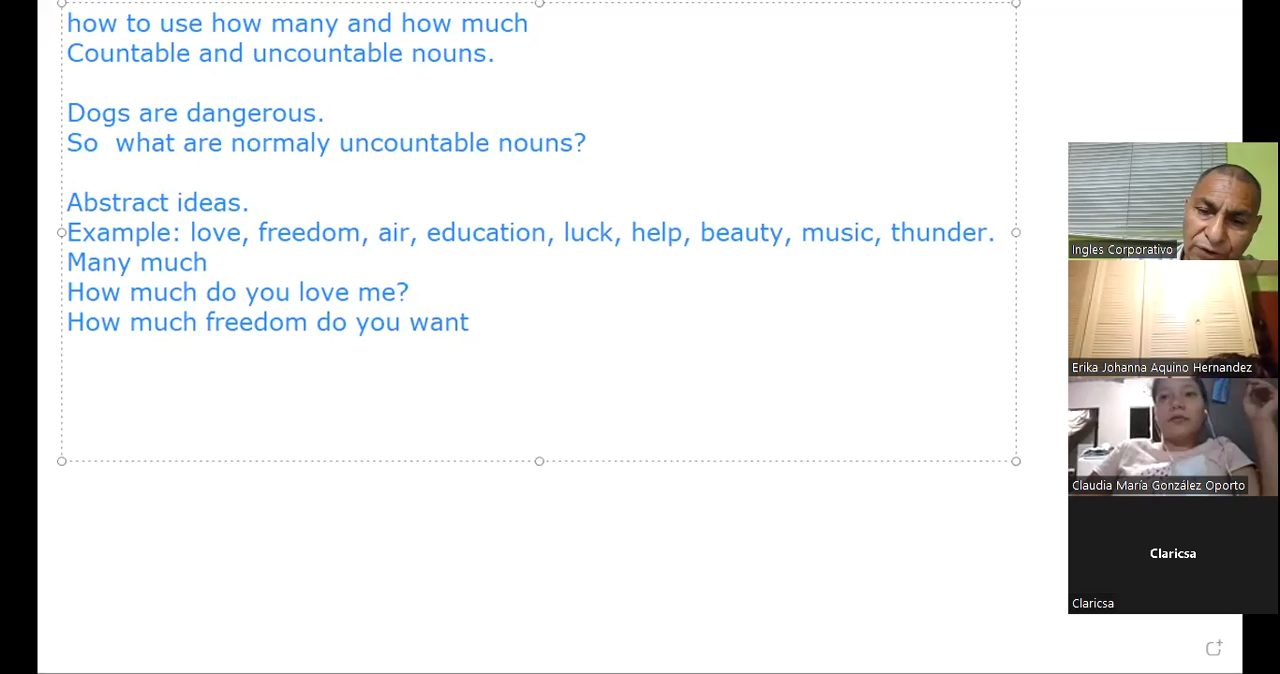 how to use how many and how much
Countable and uncountable nouns.
Dogs are dangerous.
So  what are normaly uncountable nouns?
Abstract ideas.
Example: love, freedom, air, education, luck, help, beauty, music, thunder.
Many much
How much do you love me?
How much freedom do you want
Ingles Corporativo
Erika Johanna Aquino Hernandez
Claudia María González Oporto
Claricsa
Claricsa